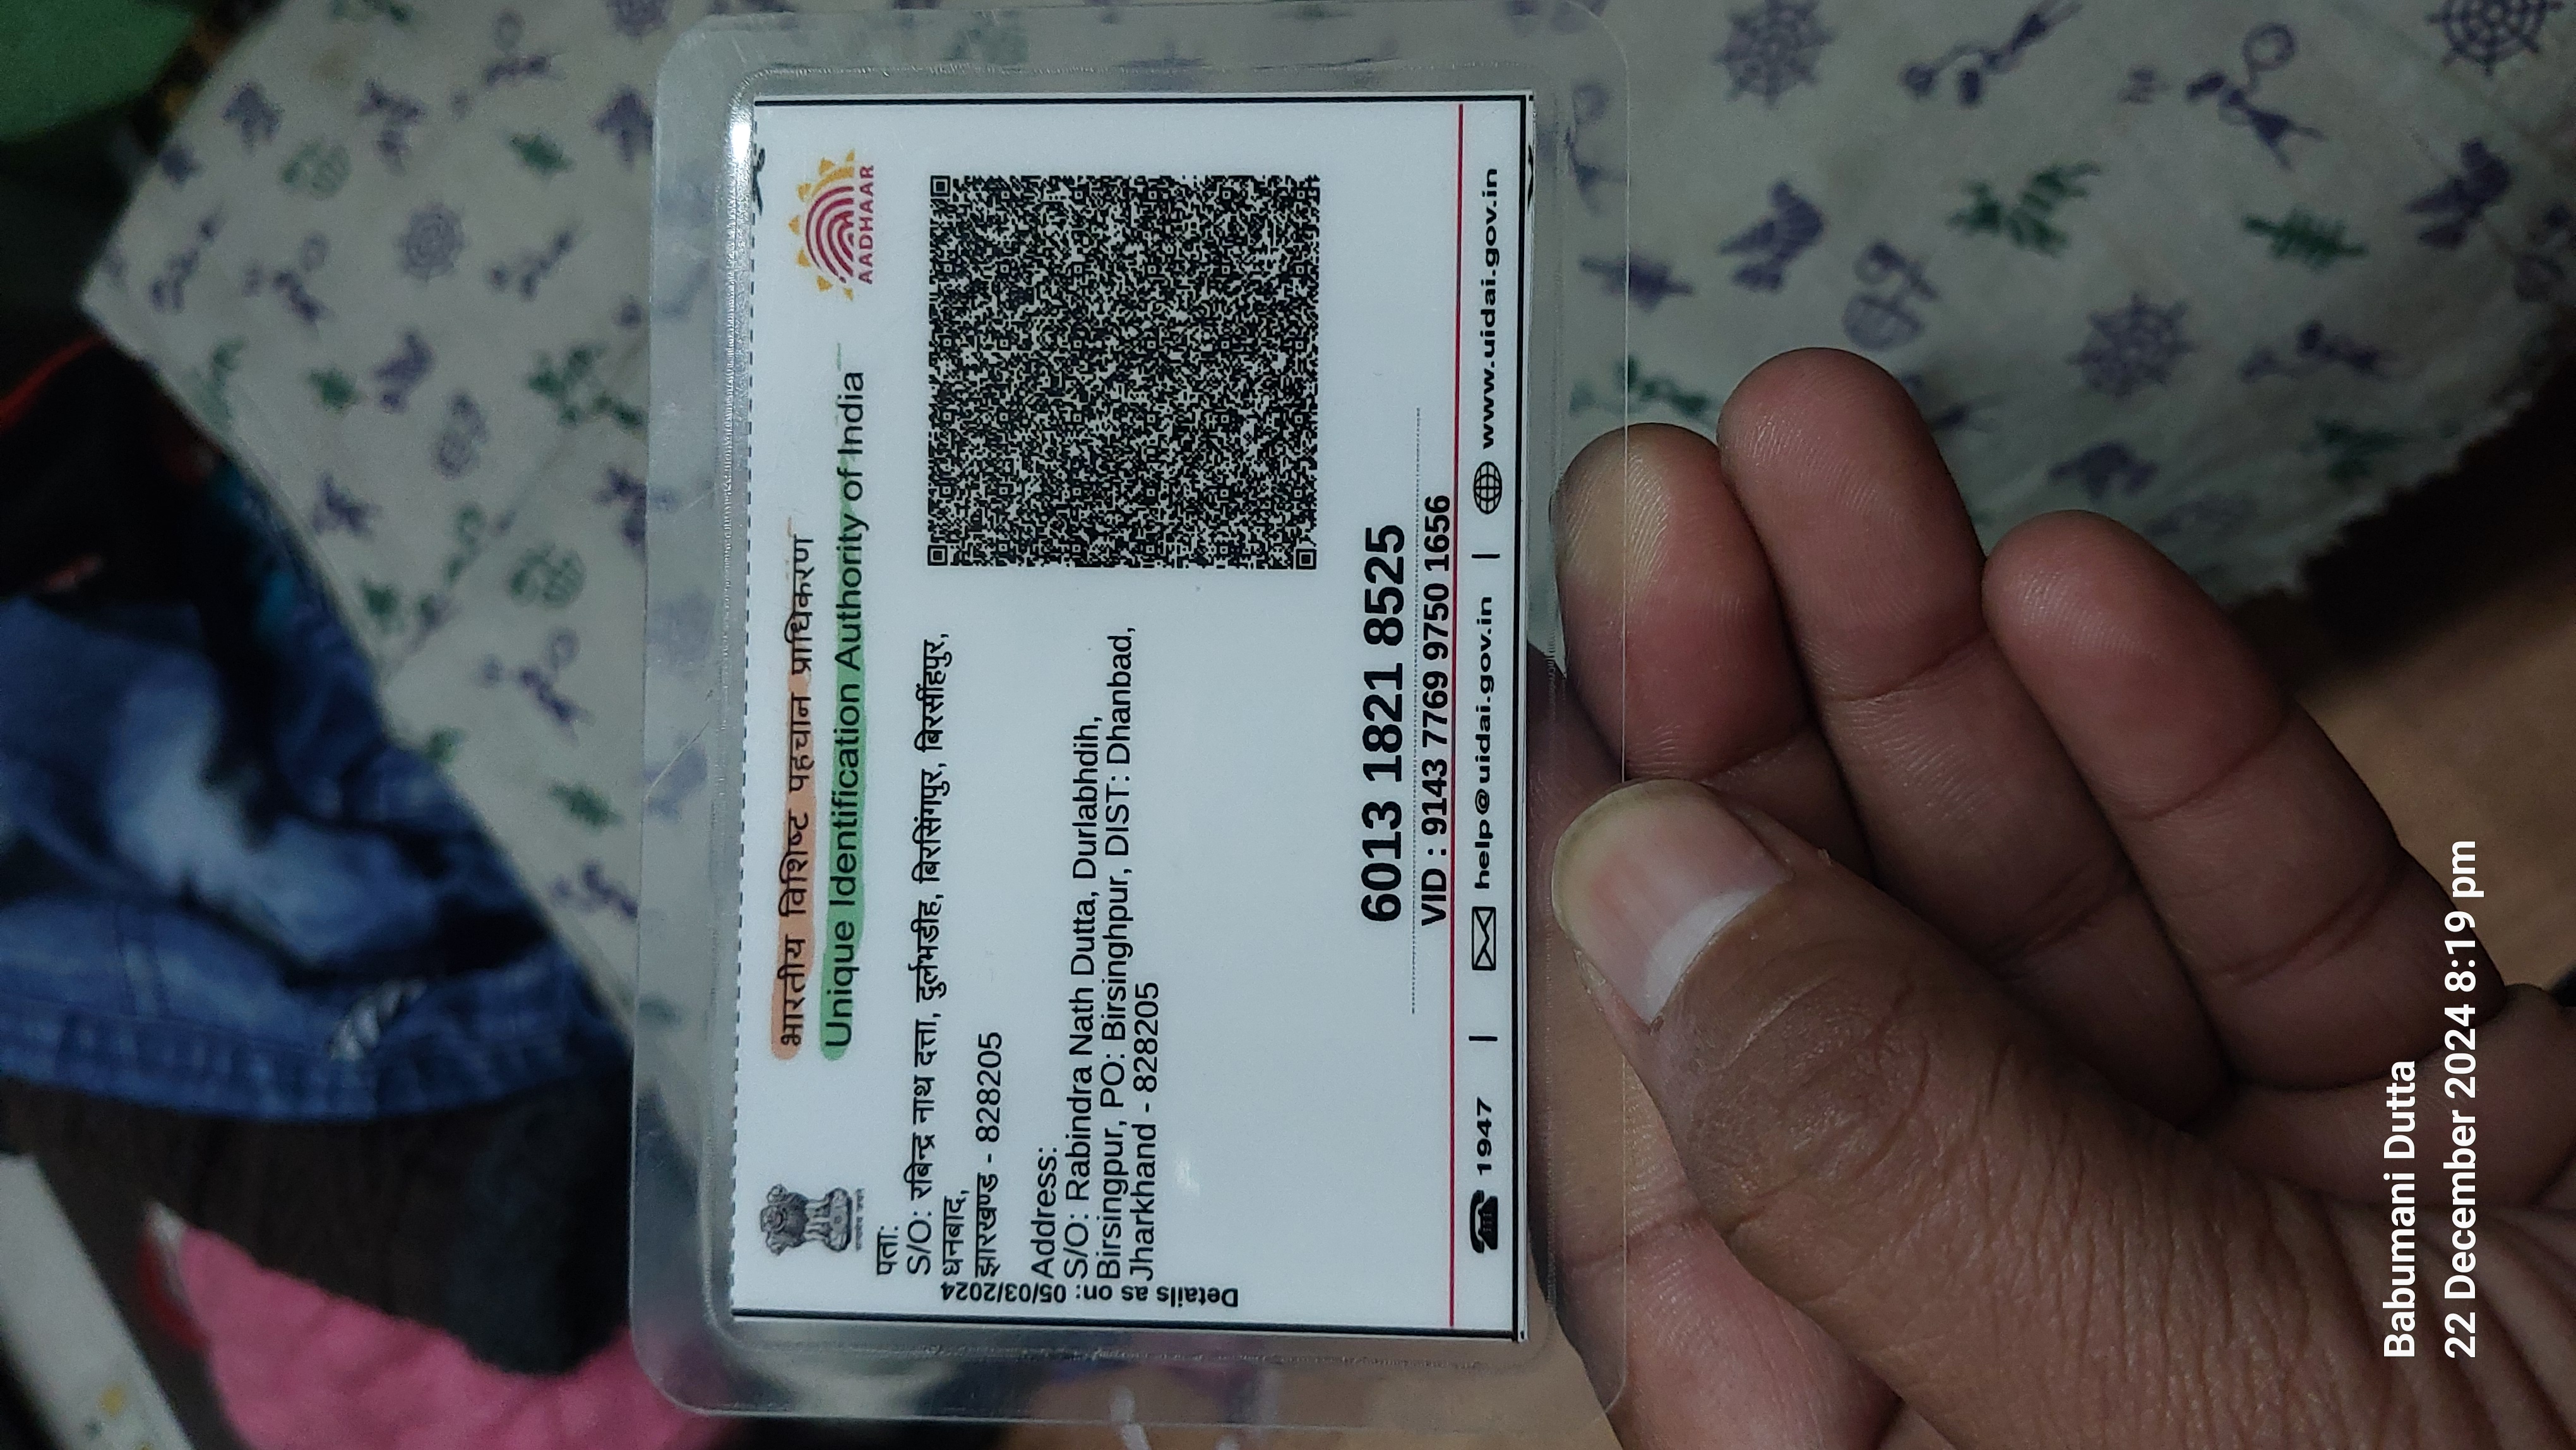 भारतीय विशिष्ट पहचान प्राधिकरण
Unique Identification Authority of India
AADHAAR
पता:
S/O: रबिन्द्र नाथ दत्ता, दुर्लभडीह, बिरसिंगपुर, बिरसींहपुर,
धनबाद,
झारखण्ड - 828205
Address:
S/O: Rabindra Nath Dutta, Durlabhdih,
Birsingpur, PO: Birsinghpur, DIST: Dhanbad,
Jharkhand - 828205
Details as on: 05/03/2024
6013 1821 8525
VID : 9143 7769 9750 1656
1947 | help@uidai.gov.in | www.uidai.gov.in
Babumani Dutta
22 December 2024 8:19 pm